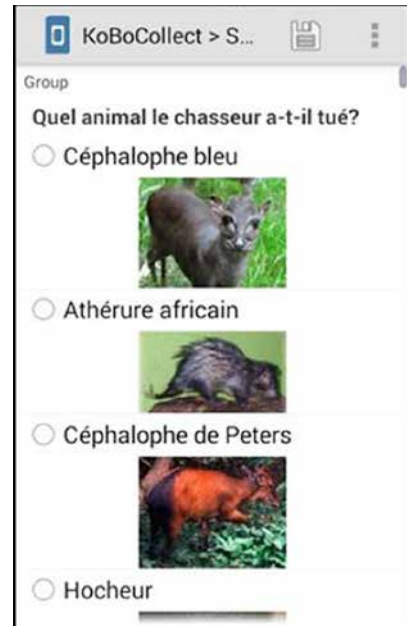 KoBoCollect > S...
Group
Quel animal le chasseur a-t-il tué?
Céphalophe bleu
Athérure africain
Céphalophe de Peters
Hocheur